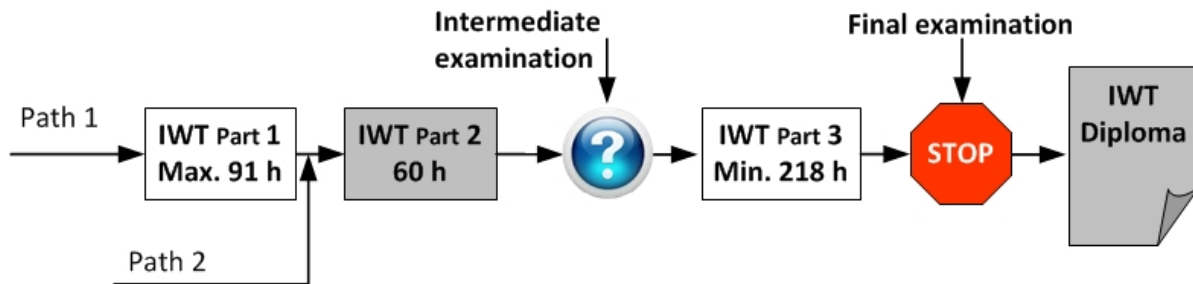 Intermediate
examination
Final examination
Path 1
IWT Part 1
Max. 91 h
IWT Part 2
60 h
?
IWT Part 3
Min. 218 h
STOP
IWT
Diploma
Path 2